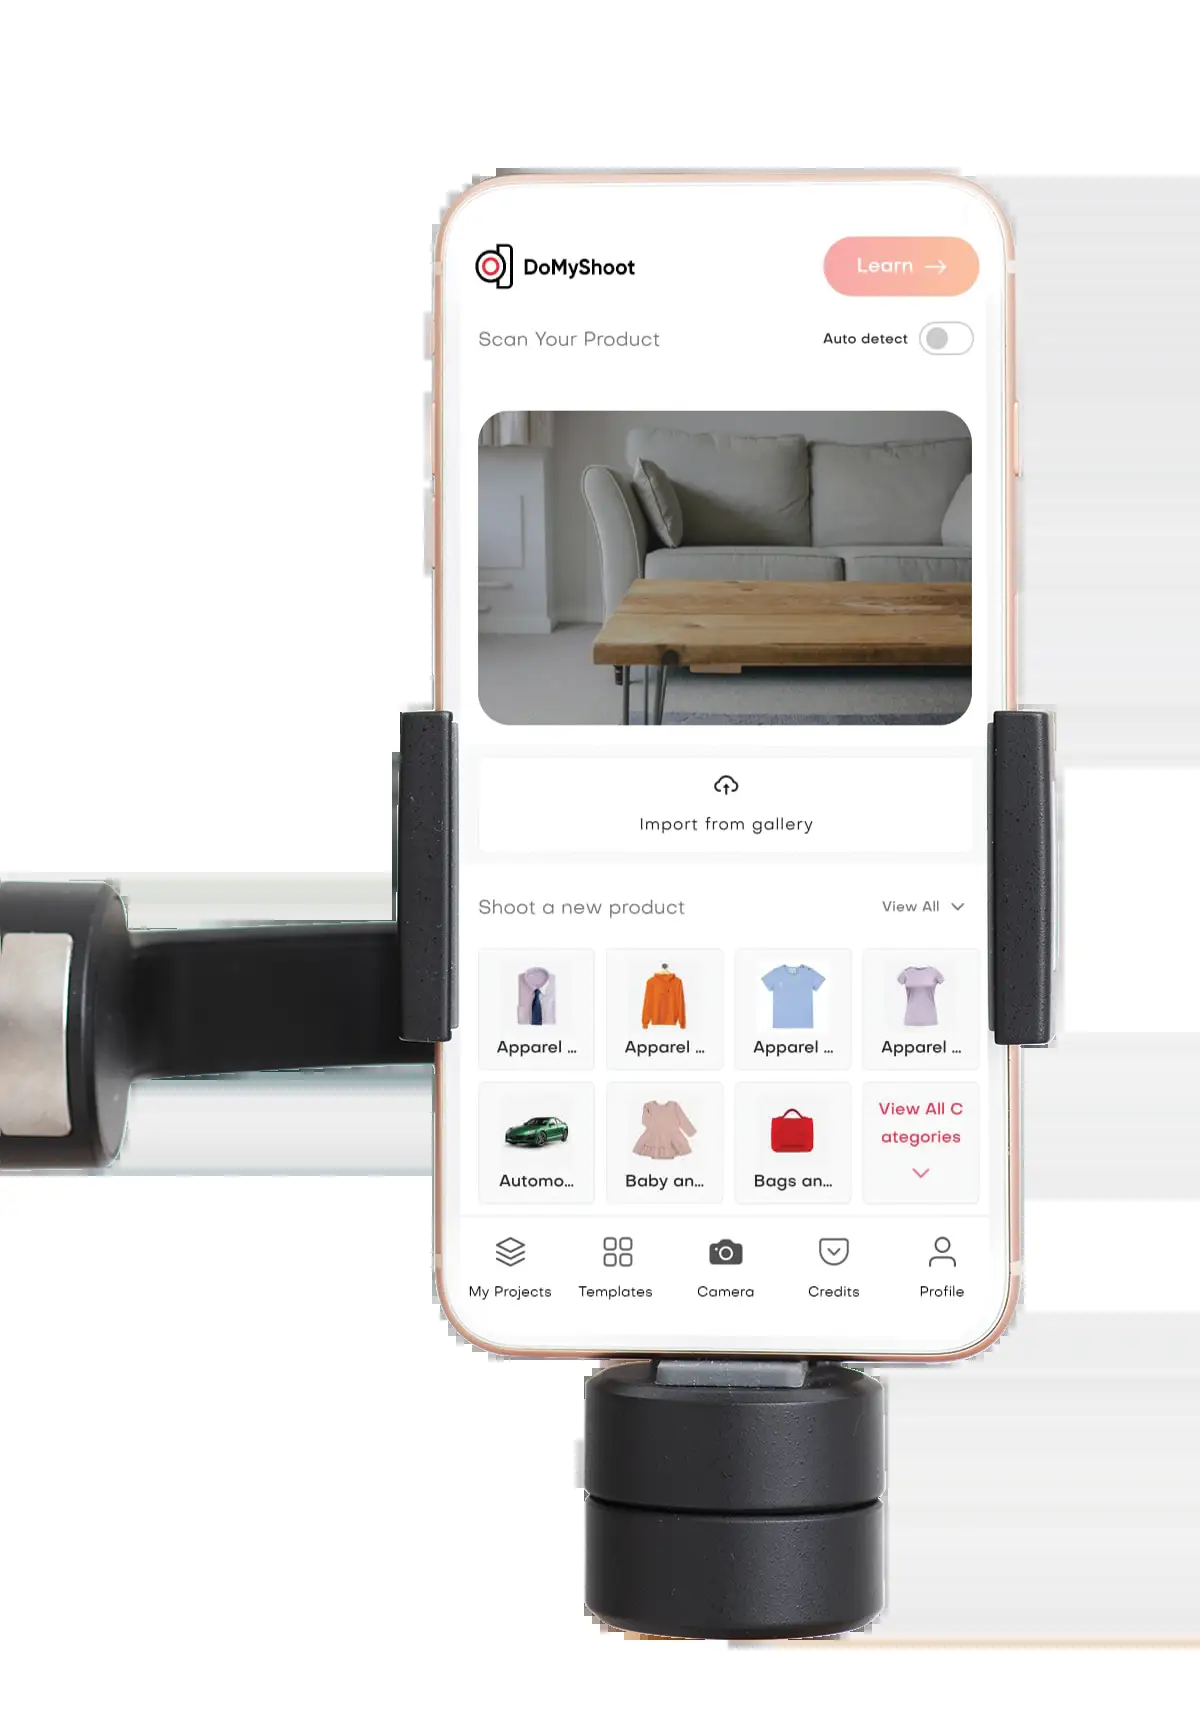 DoMyShoot
Learn →
Scan Your Product
Auto detect
Import from gallery
Shoot a new product
View All
Apparel ...
Apparel ...
Apparel ...
Apparel ...
Automo...
Baby an...
Bags an...
View All C
ategories
My Projects
Templates
Camera
Credits
Profile